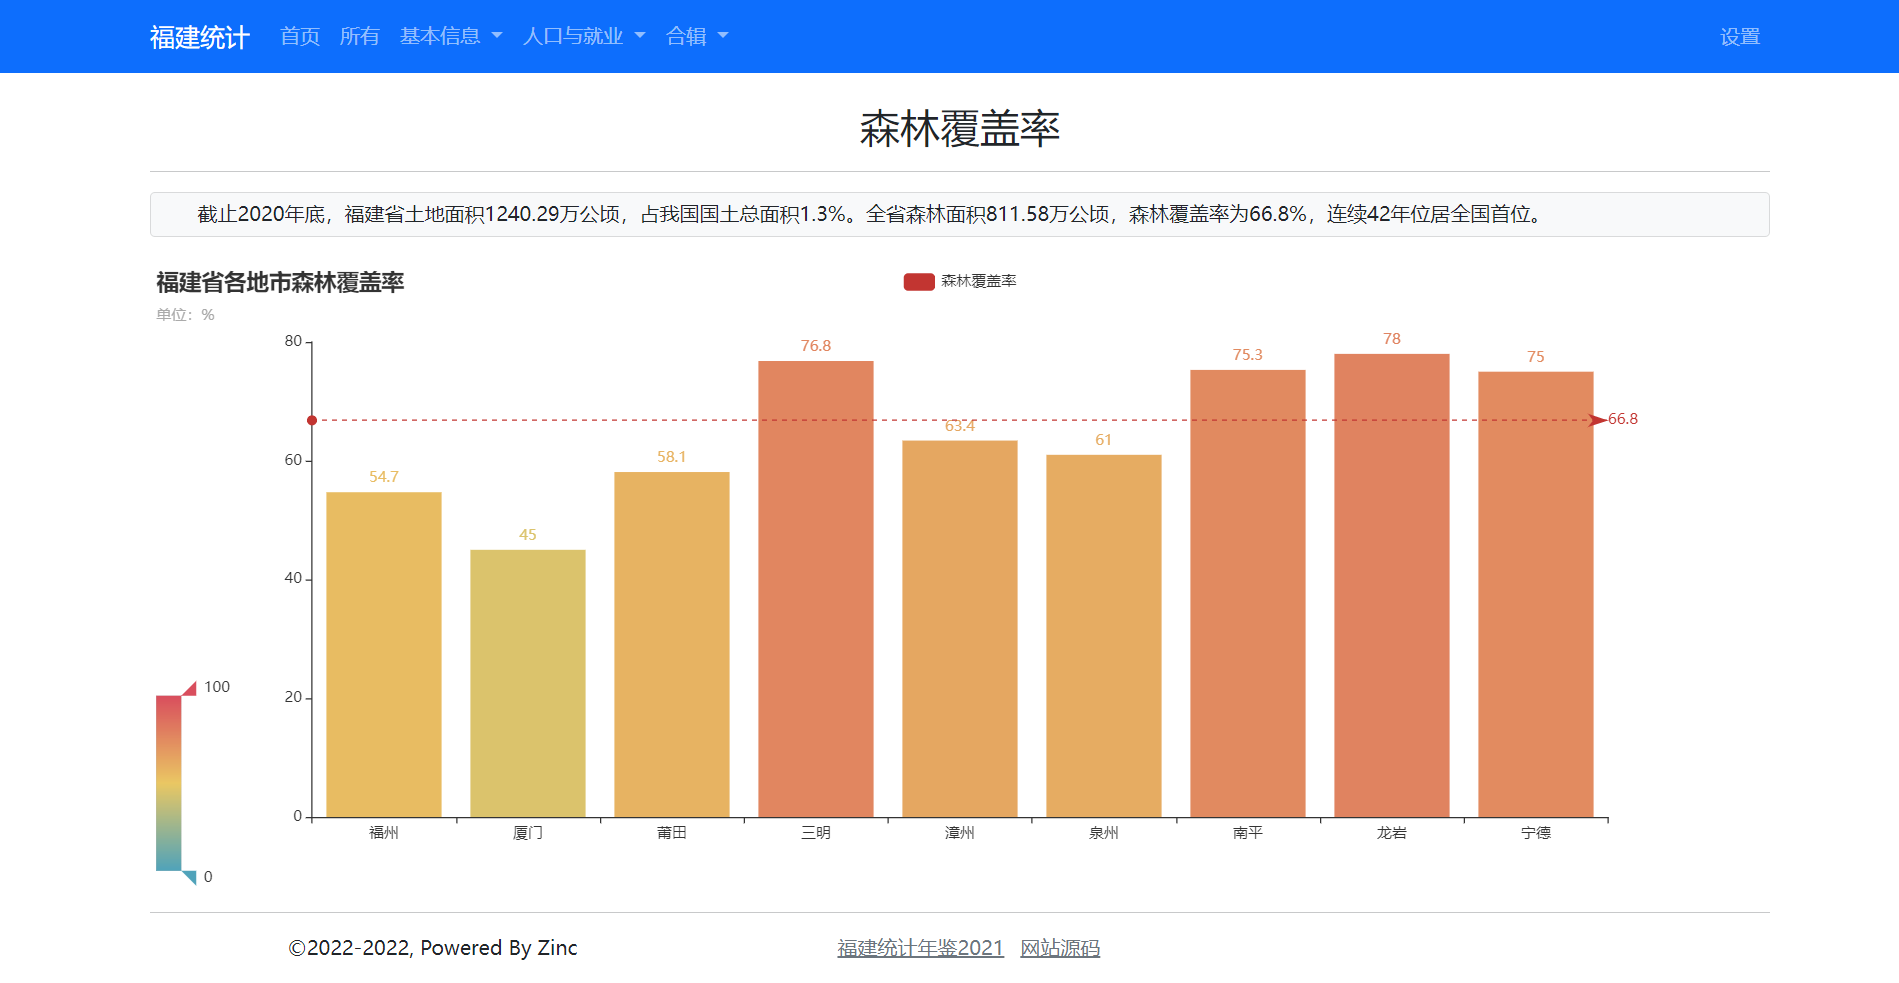 福建统计 首页 所有 基本信息 人口与就业 合辑 设置
森林覆盖率
截止2020年底，福建省土地面积1240.29万公顷，占我国国土总面积1.3%。全省森林面积811.58万公顷，森林覆盖率为66.8%，连续42年位居全国首位。
福建省各地市森林覆盖率
单位：%
森林覆盖率
80
60
40
20
0
54.7
45
58.1
76.8
63.4
61
75.3
78
75
66.8
福州 厦门 莆田 三明 漳州 泉州 南平 龙岩 宁德
100
0
©2022-2022, Powered By Zinc
福建统计年鉴2021 网站源码